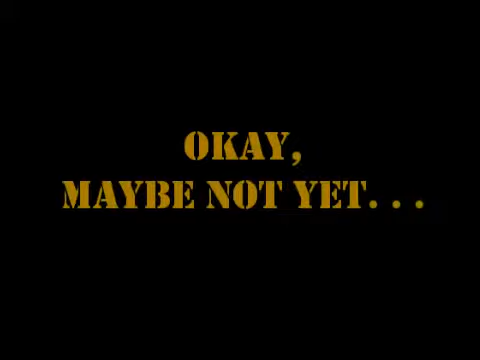 OKAY,
MAYBE NOT YET. . .